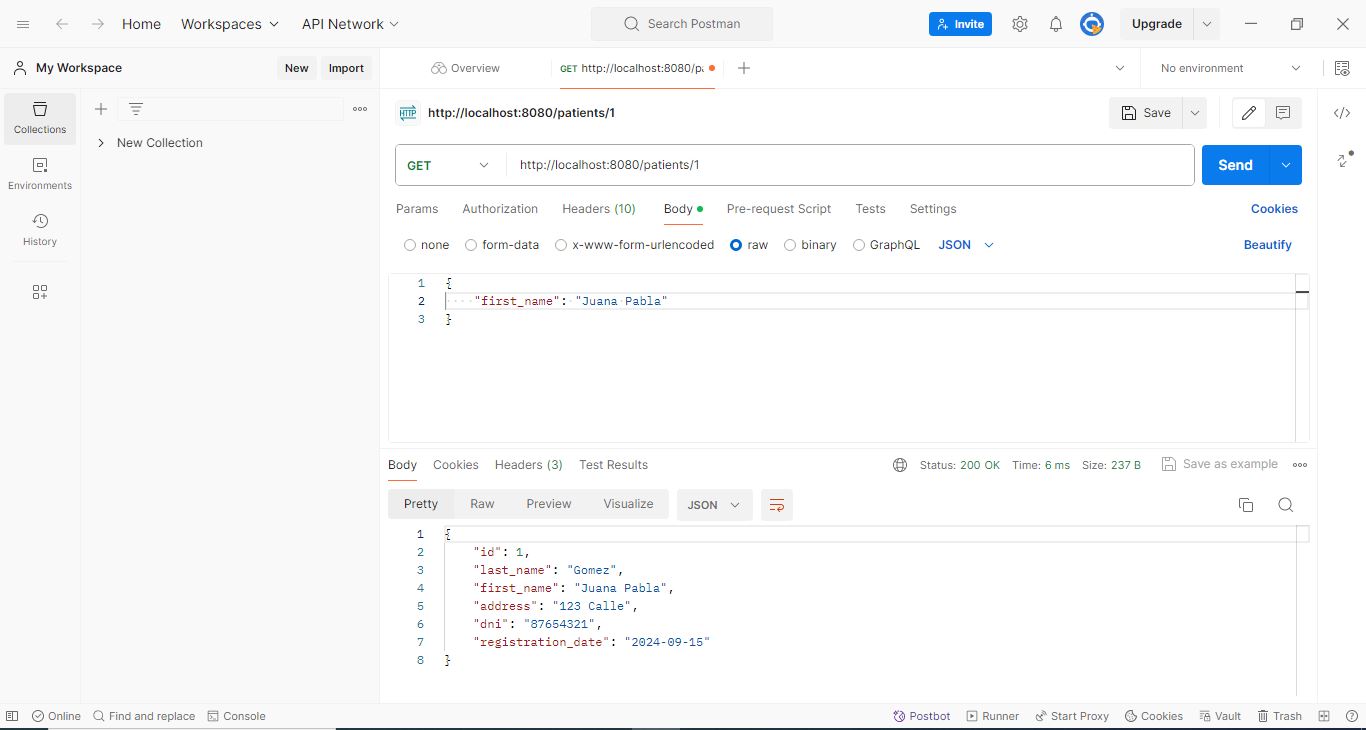 Home Workspaces API Network Search Postman Invite Upgrade
My Workspace New Import Overview GET http://localhost:8080/pa No environment
Collections
Environments
History
New Collection
HTTP http://localhost:8080/patients/1 Save
GET http://localhost:8080/patients/1 Send
Params Authorization Headers (10) Body Pre-request Script Tests Settings Cookies
none form-data x-www-form-urlencoded raw binary GraphQL JSON Beautify
1 {
2 "first_name": "Juana Pabla"
3 }
Body Cookies Headers (3) Test Results Status: 200 OK Time: 6 ms Size: 237 B Save as example
Pretty Raw Preview Visualize JSON
1 {
2 "id": 1,
3 "last_name": "Gomez",
4 "first_name": "Juana Pabla",
5 "address": "123 Calle",
6 "dni": "87654321",
7 "registration_date": "2024-09-15"
8 }
Online Find and replace Console Postbot Runner Start Proxy Cookies Vault Trash